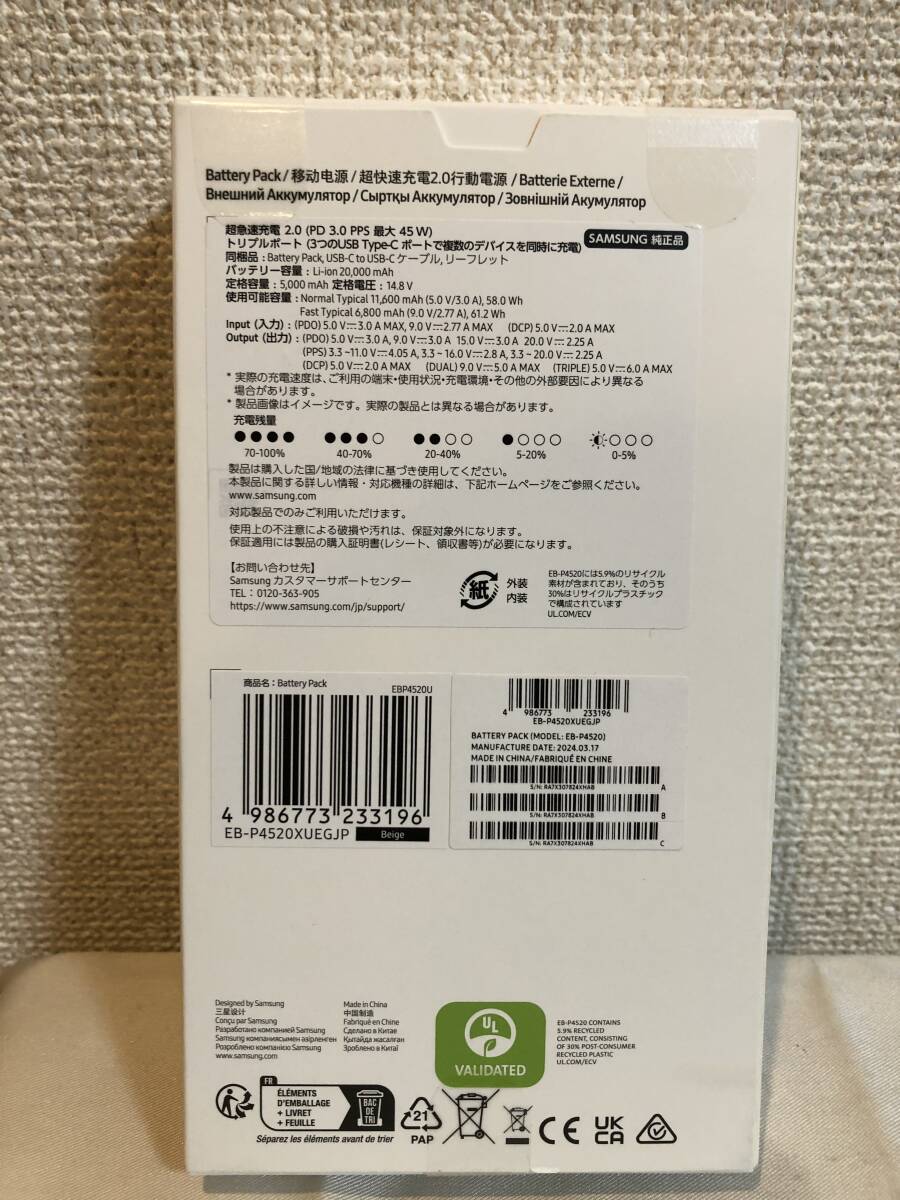 Battery Pack / 移动电源 / 超快速充電2.0行動電源 / Batterie Externe /
Внешний Аккумулятор / Сыртқы Аккумулятор / Зовнішній Акумулятор
超急速充電 2.0 (PD 3.0 PPS 最大 45 W)
トリプルポート (3つのUSB Type-C ポートで複数のデバイスを同時に充電)
SAMSUNG 純正品
同梱品 : Battery Pack, USB-C to USB-C ケーブル, リーフレット
バッテリー容量 : Li-ion 20,000 mAh
定格容量 : 5,000 mAh 定格電圧 : 14.8 V
使用可能容量 : Normal Typical 11,600 mAh (5.0 V/3.0 A), 58.0 Wh
Fast Typical 6,800 mAh (9.0 V/2.77 A), 61.2 Wh
Input (入力) : (PDO) 5.0 V⎓3.0 A MAX, 9.0 V⎓2.77 A MAX (DCP) 5.0 V⎓2.0 A MAX
Output (出力) : (PDO) 5.0 V⎓3.0 A, 9.0 V⎓3.0 A 15.0 V⎓3.0 A 20.0 V⎓2.25 A
(PPS) 3.3 ~11.0 V⎓4.05 A, 3.3 ~ 16.0 V⎓2.8 A, 3.3 ~ 20.0 V⎓2.25 A
(DCP) 5.0 V⎓2.0 A MAX (DUAL) 9.0 V⎓5.0 A MAX (TRIPLE) 5.0 V⎓6.0 A MAX
* 実際の充電速度は、ご利用の端末・使用状況・充電環境・その他の外部要因により異なる
場合があります。
* 製品画像はイメージです。実際の製品とは異なる場合があります。
充電残量
70-100% 40-70% 20-40% 5-20% 0-5%
製品は購入した国/地域の法律に基づき使用してください。
本製品に関する詳しい情報・対応機種の詳細は、下記ホームページをご参照ください。
www.samsung.com
対応製品でのみご利用いただけます。
使用上の不注意による破損や汚れは、保証対象外になります。
保証適用には製品の購入証明書(レシート、領収書等)が必要になります。
【お問い合わせ先】
Samsung カスタマーサポートセンター
TEL : 0120-363-905
https://www.samsung.com/jp/support/
紙
外装
内装
EB-P4520には5.9%のリサイクル
素材が含まれており、そのうち
30%はリサイクルプラスチック
で構成されています
UL.COM/ECV
商品名 : Battery Pack
EBP4520U
4 986773 233196
EB-P4520XUEGJP Beige
4 986773 233196
EB-P4520XUEGJP
BATTERY PACK (MODEL: EB-P4520)
MANUFACTURE DATE: 2024.03.17
MADE IN CHINA/FABRIQUÉ EN CHINE
S/N: RA7X307824XHAB A
S/N: RA7X307824XHAB B
S/N: RA7X307824XHAB C
Designed by Samsung
三星设计
Conçu par Samsung
Разработано компанией Samsung
Samsung компаниясымен әзірленген
Розроблено компанією Samsung
www.samsung.com
Made in China
中国制造
Fabriqué en Chine
Сделано в Китае
Қытайда жасалған
Зроблено в Китаї
UL
VALIDATED
EB-P4520 CONTAINS
5.9% RECYCLED
CONTENT, CONSISTING
OF 30% POST-CONSUMER
RECYCLED PLASTIC
UL.COM/ECV
FR
ÉLÉMENTS
D'EMBALLAGE
+ LIVRET
+ FEUILLE
BAC
DE
TRI
Séparez les éléments avant de trier
21
PAP
CE
UK
CA